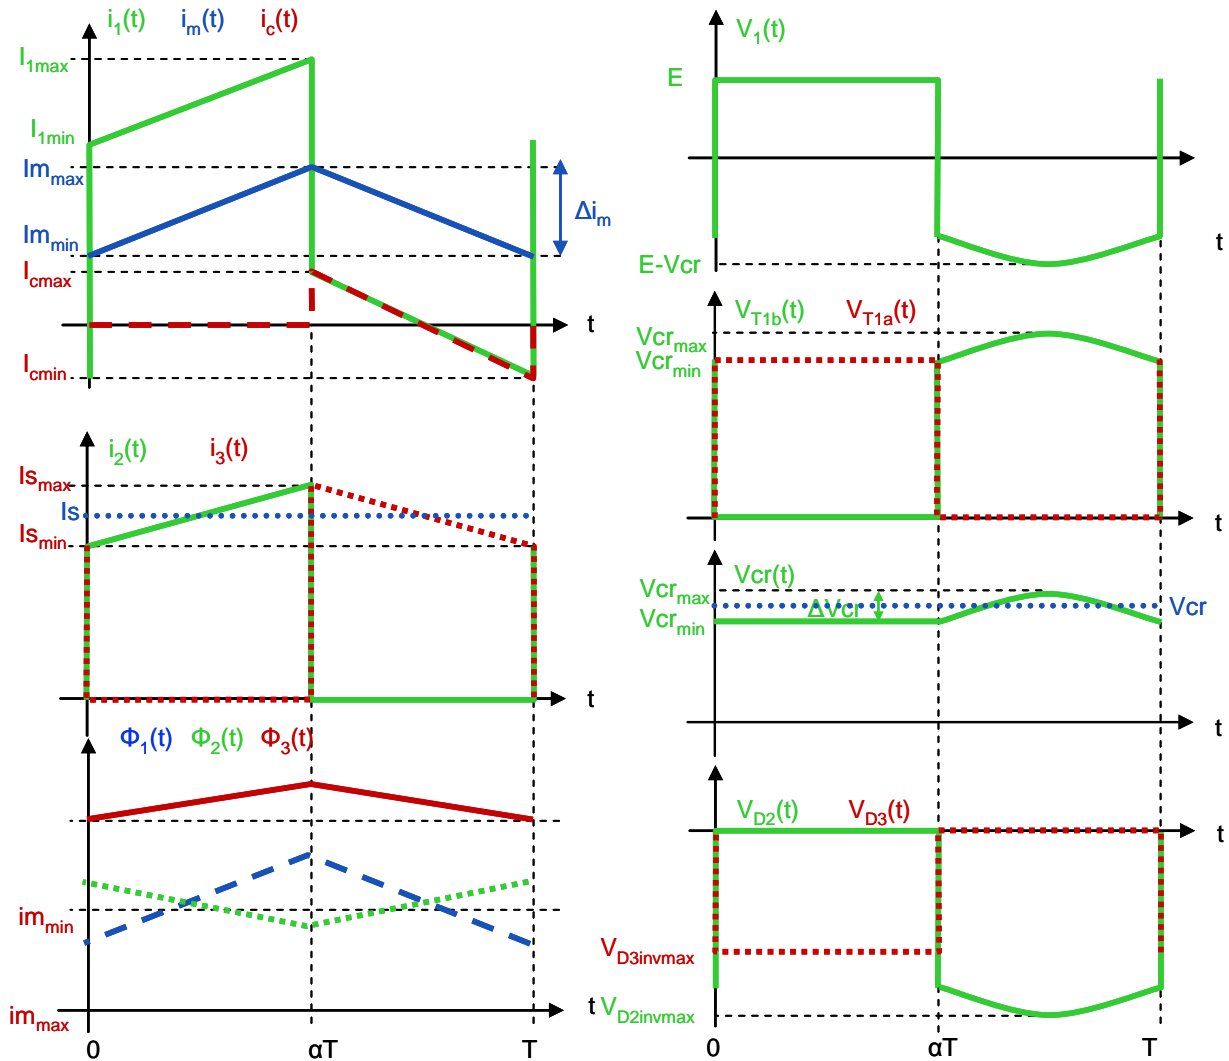 i1(t) im(t) ic(t)
I1max
I1min
Immax
Immin
Δim
Icmax
t
Icmin
i2(t) i3(t)
Ismax
Is
Ismin
t
Φ1(t) Φ2(t) Φ3(t)
immin
immax
t
0 αT T
V1(t)
E
t
E-Vcr
VT1b(t) VT1a(t)
Vcrmax
Vcrmin
t
Vcr(t)
Vcrmax
ΔVcr
Vcr
Vcrmin
t
VD2(t) VD3(t)
t
VD3invmax
VD2invmax
0 αT T